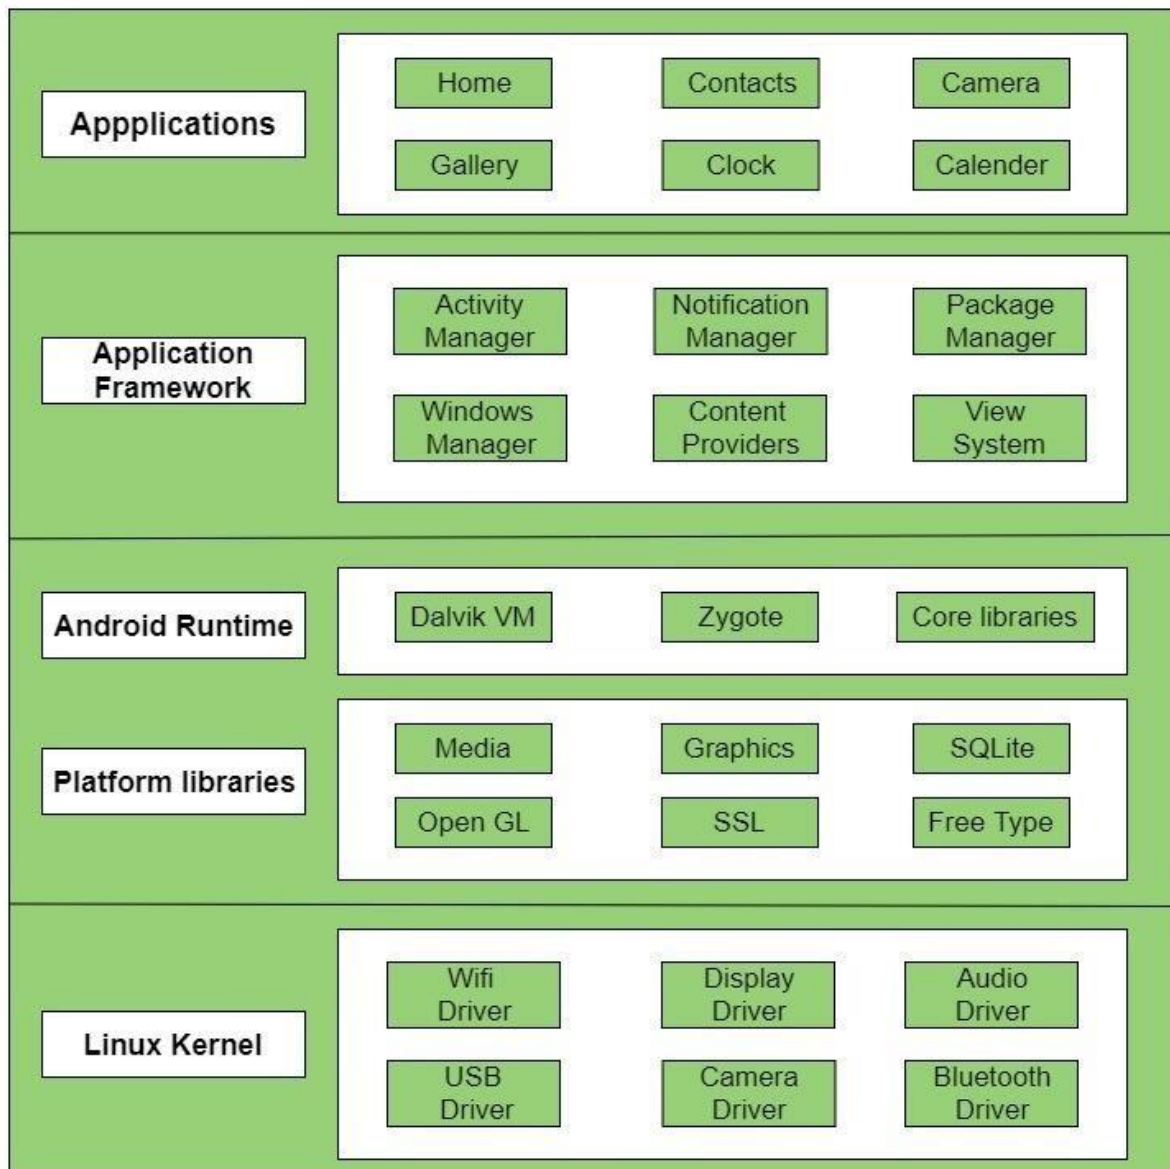 Appplications
Home
Contacts
Camera
Gallery
Clock
Calender
Application
Framework
Activity
Manager
Notification
Manager
Package
Manager
Windows
Manager
Content
Providers
View
System
Android Runtime
Dalvik VM
Zygote
Core libraries
Platform libraries
Media
Graphics
SQLite
Open GL
SSL
Free Type
Linux Kernel
Wifi
Driver
Display
Driver
Audio
Driver
USB
Driver
Camera
Driver
Bluetooth
Driver